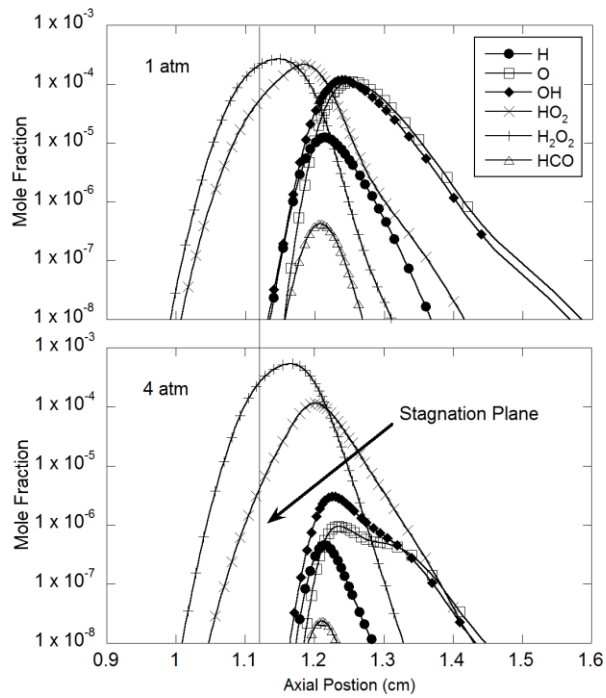 1 x 10⁻³
1 x 10⁻⁴
1 x 10⁻⁵
1 x 10⁻⁶
1 x 10⁻⁷
1 x 10⁻⁸
Mole Fraction
1 atm
H
O
OH
HO₂
H₂O₂
HCO
1 x 10⁻³
1 x 10⁻⁴
1 x 10⁻⁵
1 x 10⁻⁶
1 x 10⁻⁷
1 x 10⁻⁸
Mole Fraction
4 atm
Stagnation Plane
0.9 1 1.1 1.2 1.3 1.4 1.5 1.6
Axial Postion (cm)